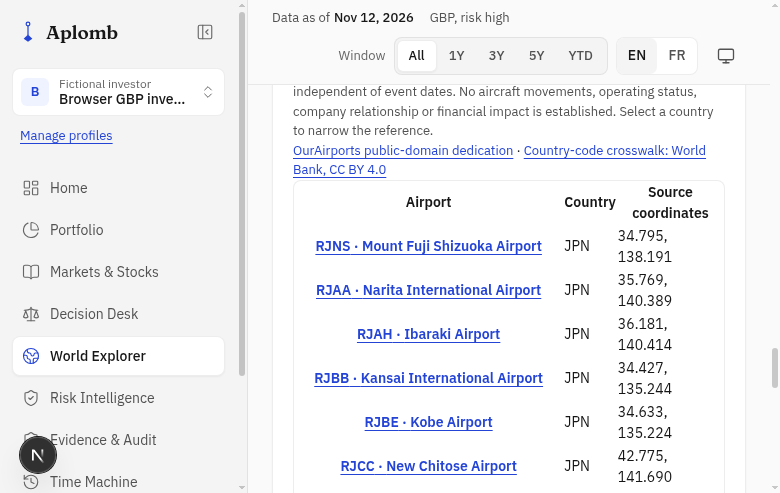 Aplomb
Fictional investor
B
Browser GBP inve...
Manage profiles
Home
Portfolio
Markets & Stocks
Decision Desk
World Explorer
Risk Intelligence
Evidence & Audit
N
Time Machine
Data as of Nov 12, 2026 GBP, risk high
Window All 1Y 3Y 5Y YTD EN FR
independent of event dates. No aircraft movements, operating status,
company relationship or financial impact is established. Select a country
to narrow the reference.
OurAirports public-domain dedication · Country-code crosswalk: World
Bank, CC BY 4.0
Airport Country Source
coordinates
RJNS · Mount Fuji Shizuoka Airport JPN 34.795,
138.191
RJAA · Narita International Airport JPN 35.769,
140.389
RJAH · Ibaraki Airport JPN 36.181,
140.414
RJBB · Kansai International Airport JPN 34.427,
135.244
RJBE · Kobe Airport JPN 34.633,
135.224
RJCC · New Chitose Airport JPN 42.775,
141.690